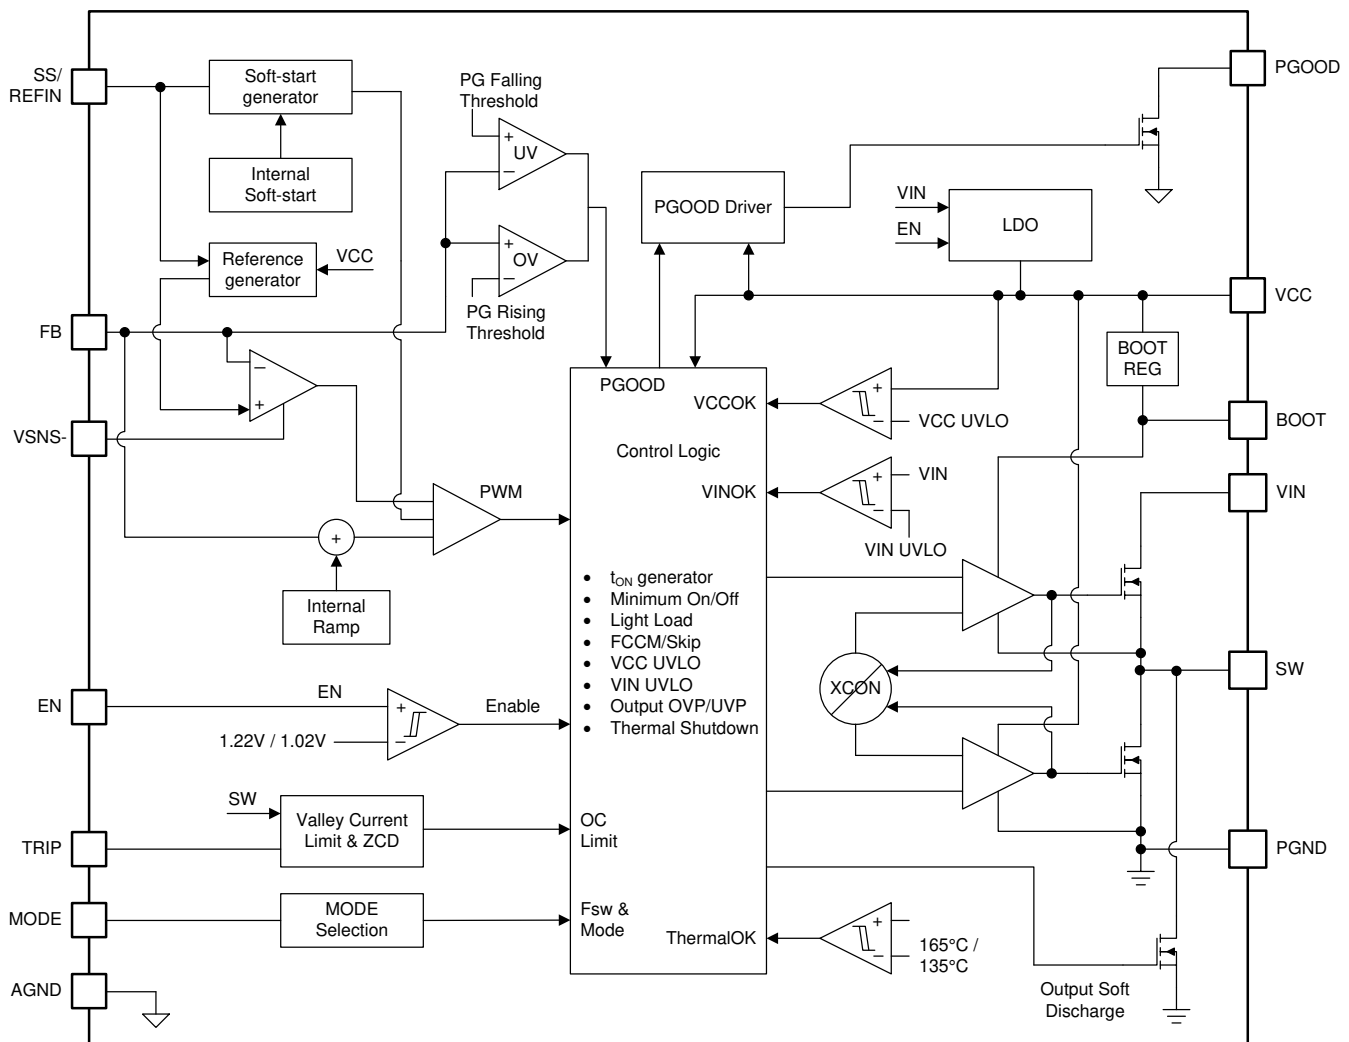 SS/
REFIN
Soft-start
generator
Internal
Soft-start
Reference
generator
VCC
PG Falling
Threshold
+
UV
−
+
OV
−
PG Rising
Threshold
PGOOD Driver
VIN
EN
LDO
PGOOD
VCC
BOOT
REG
BOOT
VIN
SW
PGND
FB
−
+
VSNS-
PWM
+
Internal
Ramp
PGOOD
VCCOK
Control Logic
VINOK
• tON generator
• Minimum On/Off
• Light Load
• FCCM/Skip
• VCC UVLO
• VIN UVLO
• Output OVP/UVP
• Thermal Shutdown
OC
Limit
Fsw &
Mode
ThermalOK
+
−
VCC UVLO
+
VIN
−
VIN UVLO
XCON
EN
EN
+
1.22V / 1.02V
−
Enable
SW
Valley Current
Limit & ZCD
TRIP
MODE
MODE
Selection
AGND
+
−
165°C /
135°C
Output Soft
Discharge